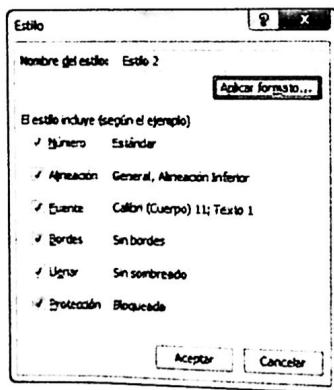 Estilo
Nombre del estilo: Estilo 2
Aplicar formato...
El estilo incluye (según el ejemplo)
Número Estándar
Alineación General, Alineación Inferior
Fuente Calibri (Cuerpo) 11; Texto 1
Bordes Sin bordes
Llenar Sin sombreado
Protección Bloqueada
Aceptar Cancelar